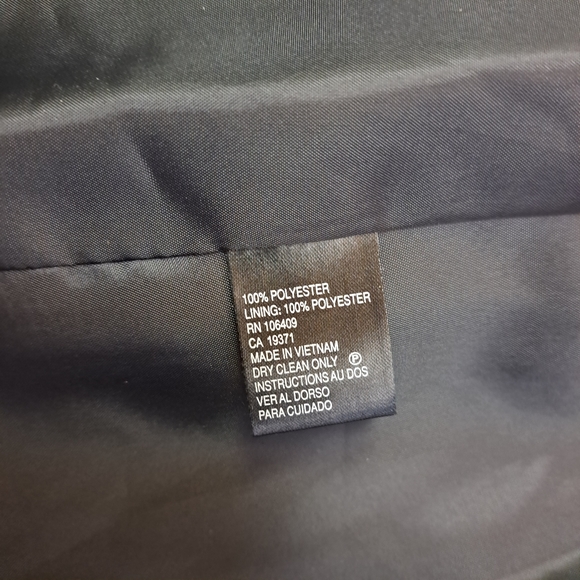 100% POLYESTER
LINING: 100% POLYESTER
RN 106409
CA 19371
MADE IN VIETNAM
DRY CLEAN ONLY Ⓟ
INSTRUCTIONS AU DOS
VER AL DORSO
PARA CUIDADO